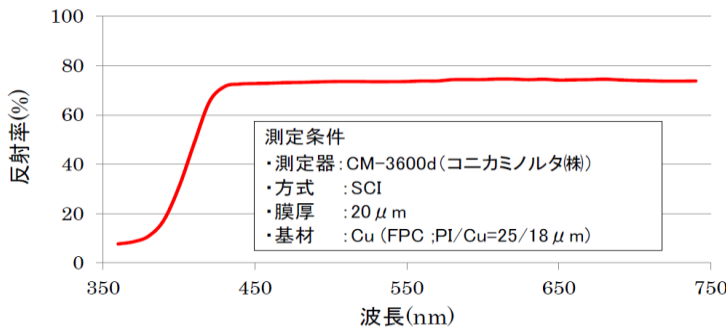 100
80
60
40
20
0
反射率(%)
測定条件
・測定器:CM-3600d(コニカミノルタ㈱)
・方式 :SCI
・膜厚 :20μm
・基材 :Cu (FPC ;PI/Cu=25/18μm)
350 450 550 650 750
波長(nm)